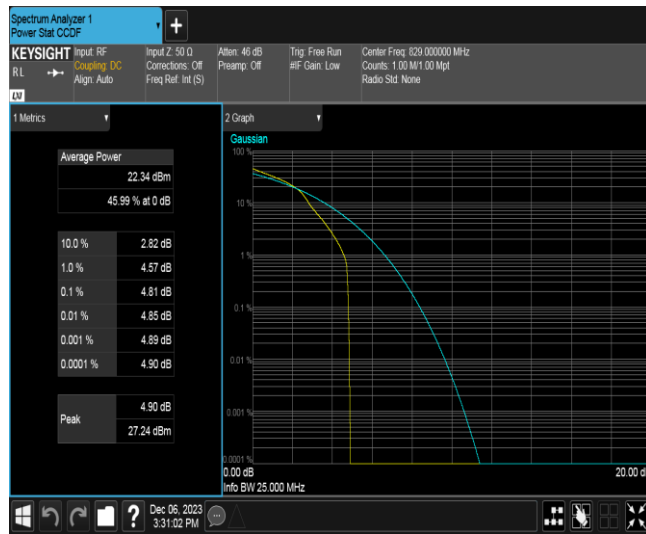 Spectrum Analyzer 1
Power Stat CCDF
+
KEYSIGHT
RL
LXI
Input: RF
Coupling: DC
Align: Auto
Input Z: 50 Ω
Corrections: Off
Freq Ref: Int (S)
Atten: 46 dB
Preamp: Off
Trig: Free Run
#IF Gain: Low
Center Freq: 829.000000 MHz
Counts: 1.00 M/1.00 Mpt
Radio Std: None
1 Metrics
Average Power
22.34 dBm
45.99 % at 0 dB
10.0 % 2.82 dB
1.0 % 4.57 dB
0.1 % 4.81 dB
0.01 % 4.85 dB
0.001 % 4.89 dB
0.0001 % 4.90 dB
Peak
4.90 dB
27.24 dBm
2 Graph
Gaussian
100 %
10 %
1 %
0.1 %
0.01 %
0.001 %
0.0001 %
0.00 dB
20.00 d
Info BW 25.000 MHz
?
Dec 06, 2023
3:31:02 PM